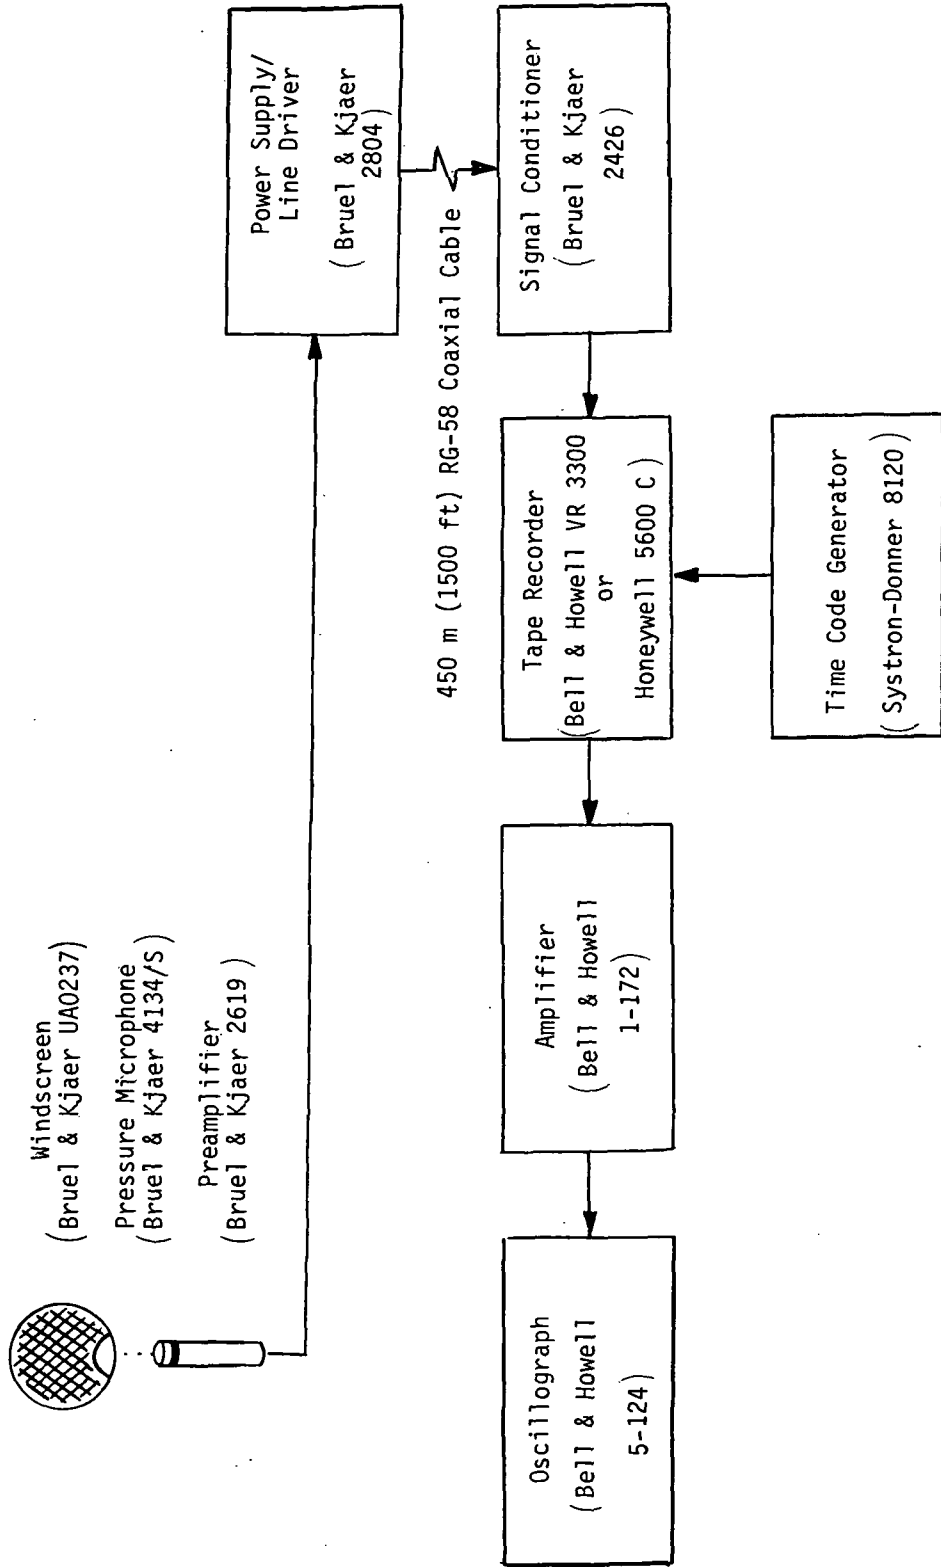 Windscreen
(Bruel & Kjaer UA0237)
Pressure Microphone
(Bruel & Kjaer 4134/S)
Preamplifier
(Bruel & Kjaer 2619)
Power Supply/
Line Driver
(Bruel & Kjaer
2804)
450 m (1500 ft) RG-58 Coaxial Cable
Signal Conditioner
(Bruel & Kjaer
2426)
Tape Recorder
(Bell & Howell VR 3300
or
Honeywell 5600 C)
Time Code Generator
(Systron-Donner 8120)
Amplifier
(Bell & Howell
1-172)
Oscillograph
(Bell & Howell
5-124)